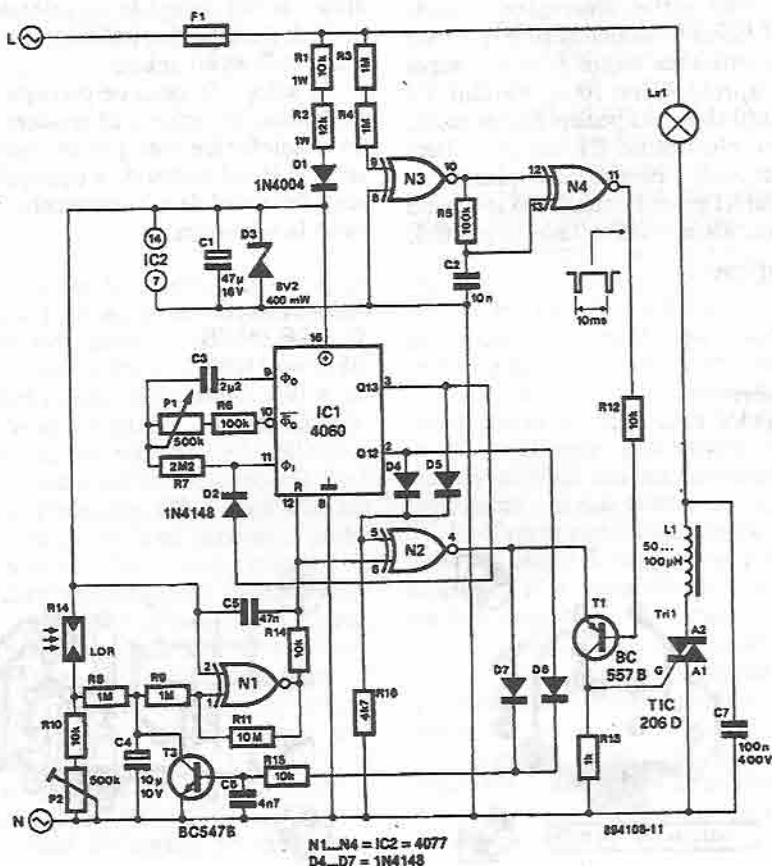 L
F1
R1
10k
1W
R3
1M
R2
12k
1W
R4
1M
La1
D1
1N4004
9
8
N3
10
12
13
N4
11
R5
100k
C2
10n
10ms
14
IC2
7
C1
47µ
16V
D3
8V2
400 mW
16
+
C3
2µ2
9
Φ0
P1
500k
R6
100k
10
Φ0
R7
2M2
11
Φ1
IC1
4060
Q13
3
Q12
2
R
12
8
D2
1N4148
D4
D5
R12
10k
5
6
N2
4
L1
50...
100µH
R14
LDR
C5
47n
R14
10k
2
1
N1
T1
BC
557B
Tri1
A2
G
A1
TIC
206 D
R8
1M
R9
1M
R11
10M
R16
4k7
D7
D6
C7
100n
400V
R10
10k
C4
10µ
10V
T3
R15
10k
R13
1k
P2
500k
C6
4n7
N
BC547B
894108-11
N1...N4 = IC2 = 4077
D4...D7 = 1N4148